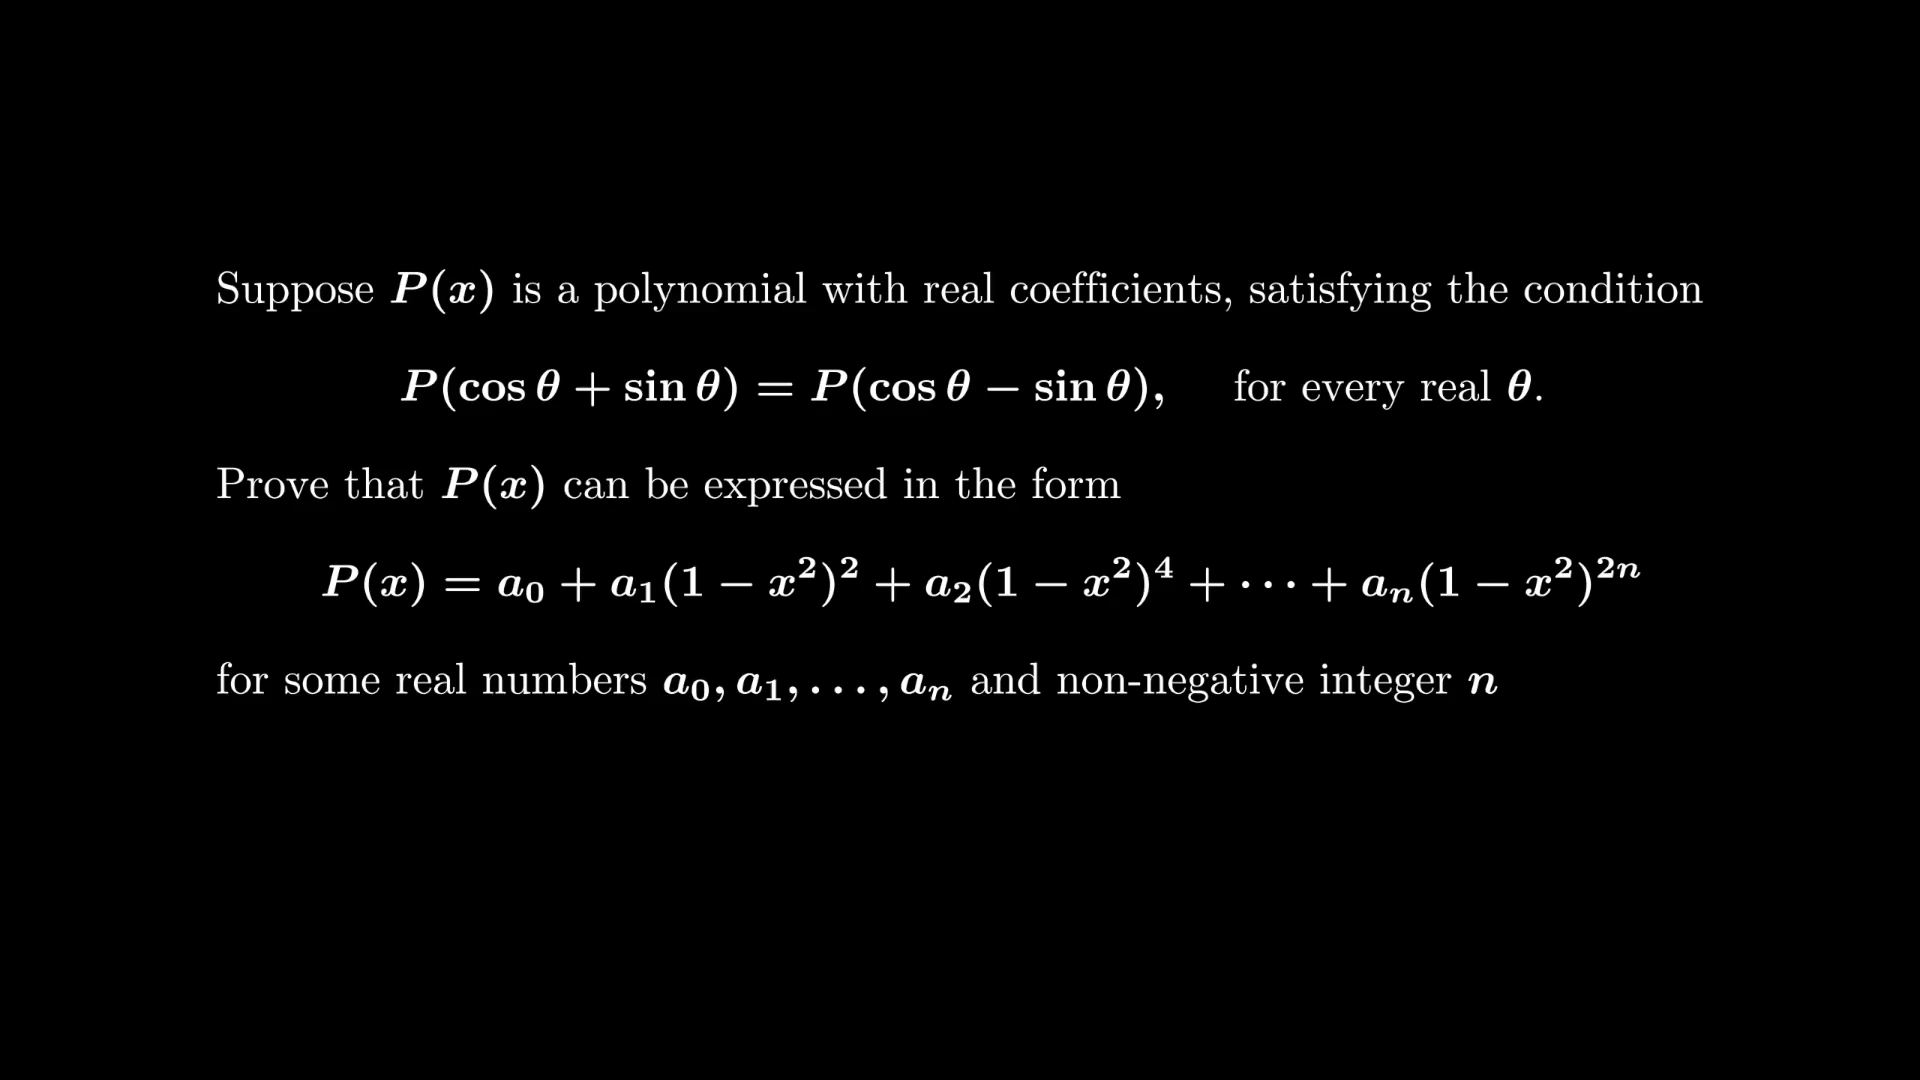 Suppose P(x) is a polynomial with real coefficients, satisfying the condition
P(cos θ + sin θ) = P(cos θ − sin θ), for every real θ.
Prove that P(x) can be expressed in the form
P(x) = a₀ + a₁(1 − x²)² + a₂(1 − x²)⁴ + ⋯ + aₙ(1 − x²)²ⁿ
for some real numbers a₀, a₁, . . . , aₙ and non-negative integer n